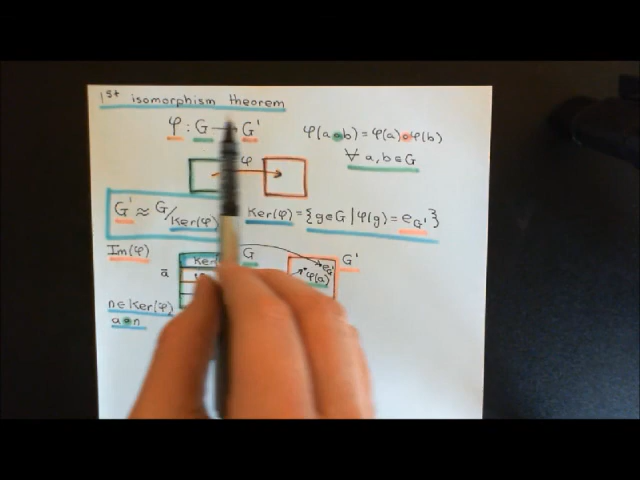 1st isomorphism theorem
φ : G → G'
φ(a∘b) = φ(a)∘φ(b)
∀ a, b ∈ G
φ
G' ≈ G/ker(φ)
ker(φ) = {g∈G | φ(g) = eG'}
Im(φ)
G
G'
ker
eG'
ā
φ(a)
n∈ker(φ)
a∘n